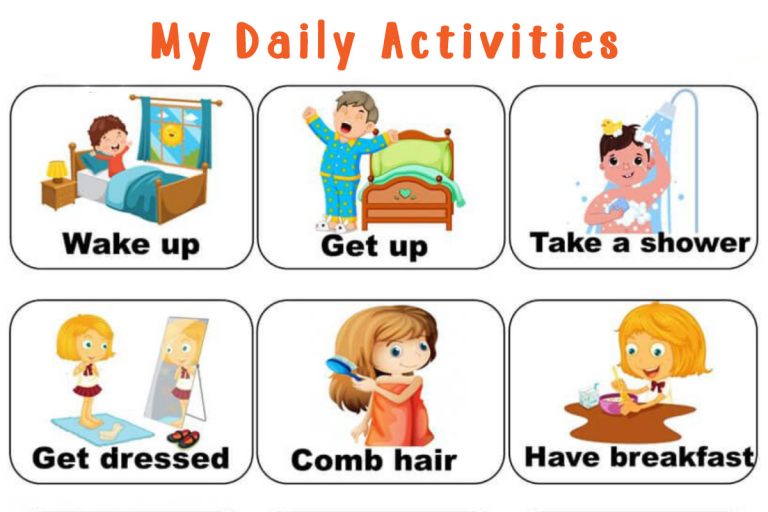 My Daily Activities
Wake up
Get up
Take a shower
Get dressed
Comb hair
Have breakfast